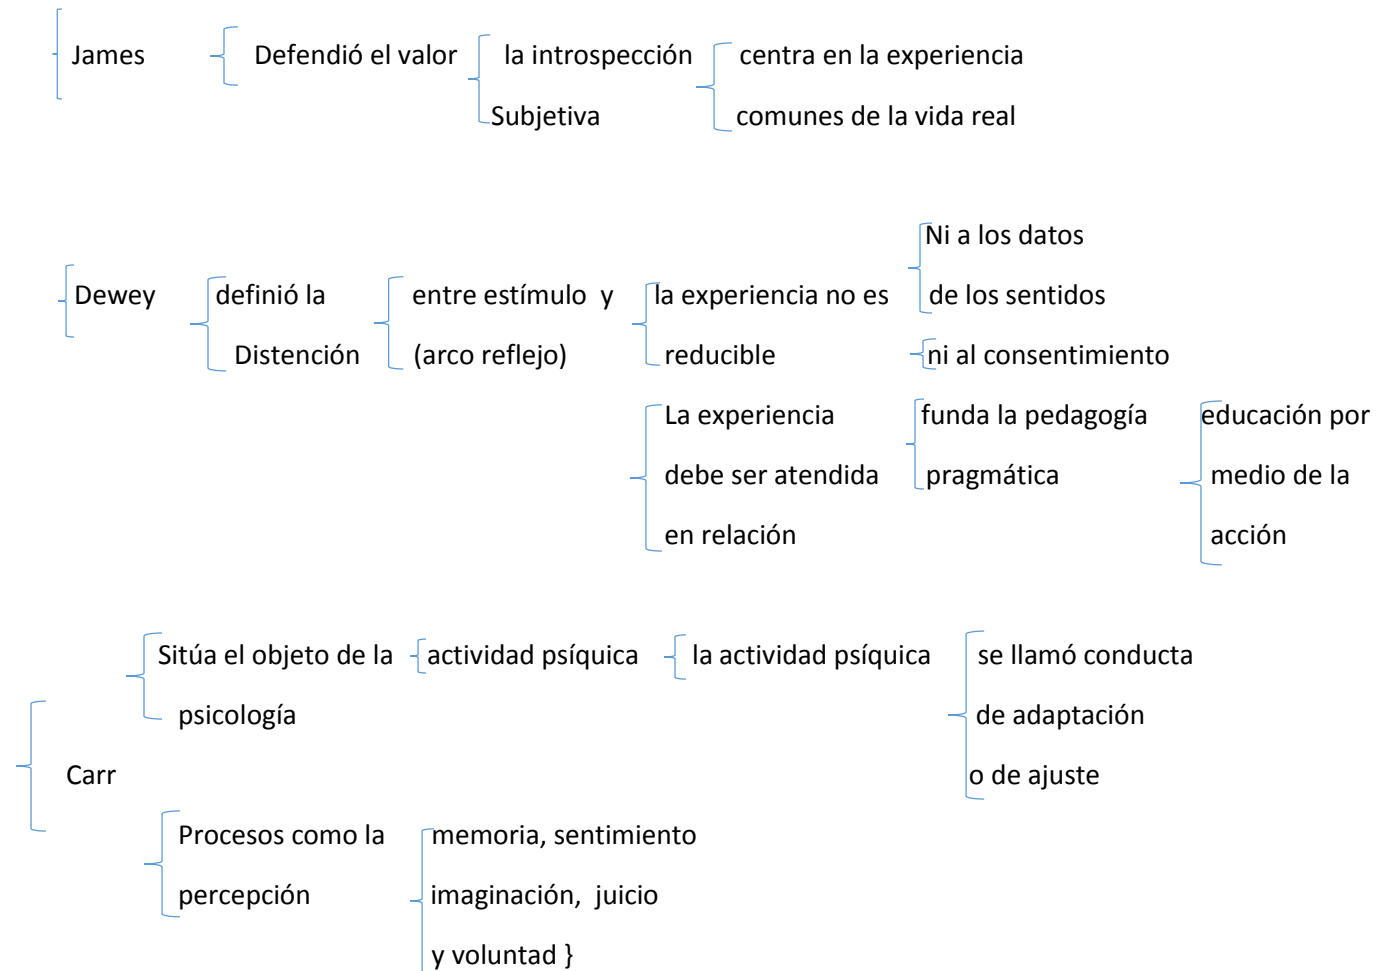 James Defendió el valor la introspección centra en la experiencia
Subjetiva comunes de la vida real
Ni a los datos
Dewey definió la entre estímulo y la experiencia no es de los sentidos
Distención (arco reflejo) reducible ni al consentimiento
La experiencia funda la pedagogía educación por
debe ser atendida pragmática medio de la
en relación acción
Sitúa el objeto de la actividad psíquica la actividad psíquica se llamó conducta
psicología de adaptación
Carr o de ajuste
Procesos como la memoria, sentimiento
percepción imaginación, juicio
y voluntad }